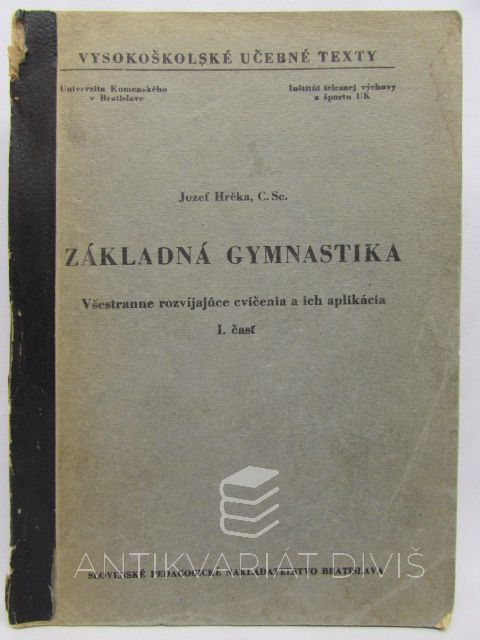 VYSOKOŠKOLSKÉ UČEBNÉ TEXTY
Univerzita Komenského
v Bratislave
Inštitút telesnej výchovy
a športu UK
Jozef Hrčka, C. Sc.
ZÁKLADNÁ GYMNASTIKA
Všestranne rozvíjajúce cvičenia a ich aplikácia
I. časť
ANTIKVARIÁT DIVIŠ
SLOVENSKÉ PEDAGOGICKÉ NAKLADATEĽSTVO BRATISLAVA